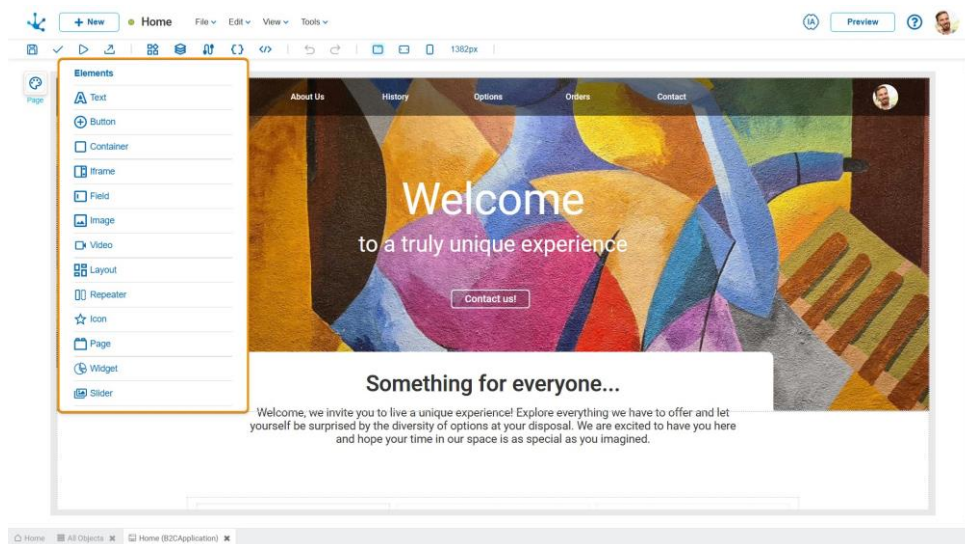 + New
Home
File
Edit
View
Tools
IA
Preview
?
1382px
Page
Elements
Text
Button
Container
Iframe
Field
Image
Video
Layout
Repeater
Icon
Page
Widget
Slider
About Us
History
Options
Orders
Contact
Welcome
to a truly unique experience
Contact us!
Something for everyone...
Welcome, we invite you to live a unique experience! Explore everything we have to offer and let
yourself be surprised by the diversity of options at your disposal. We are excited to have you here
and hope your time in our space is as special as you imagined.
Home
All Objects
Home (B2CApplication)